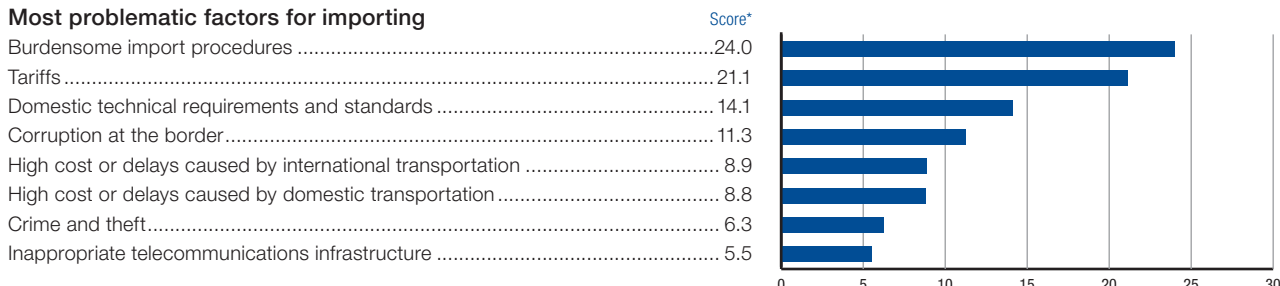 Most problematic factors for importing Score*
Burdensome import procedures ........................................................................24.0
Tariffs ................................................................................................................21.1
Domestic technical requirements and standards ................................................14.1
Corruption at the border....................................................................................11.3
High cost or delays caused by international transportation .................................. 8.9
High cost or delays caused by domestic transportation....................................... 8.8
Crime and theft.................................................................................................. 6.3
Inappropriate telecommunications infrastructure ................................................. 5.5
0 5 10 15 20 25 30